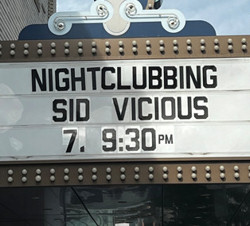 NIGHTCLUBBING
SID VICIOUS
7. 9:30PM